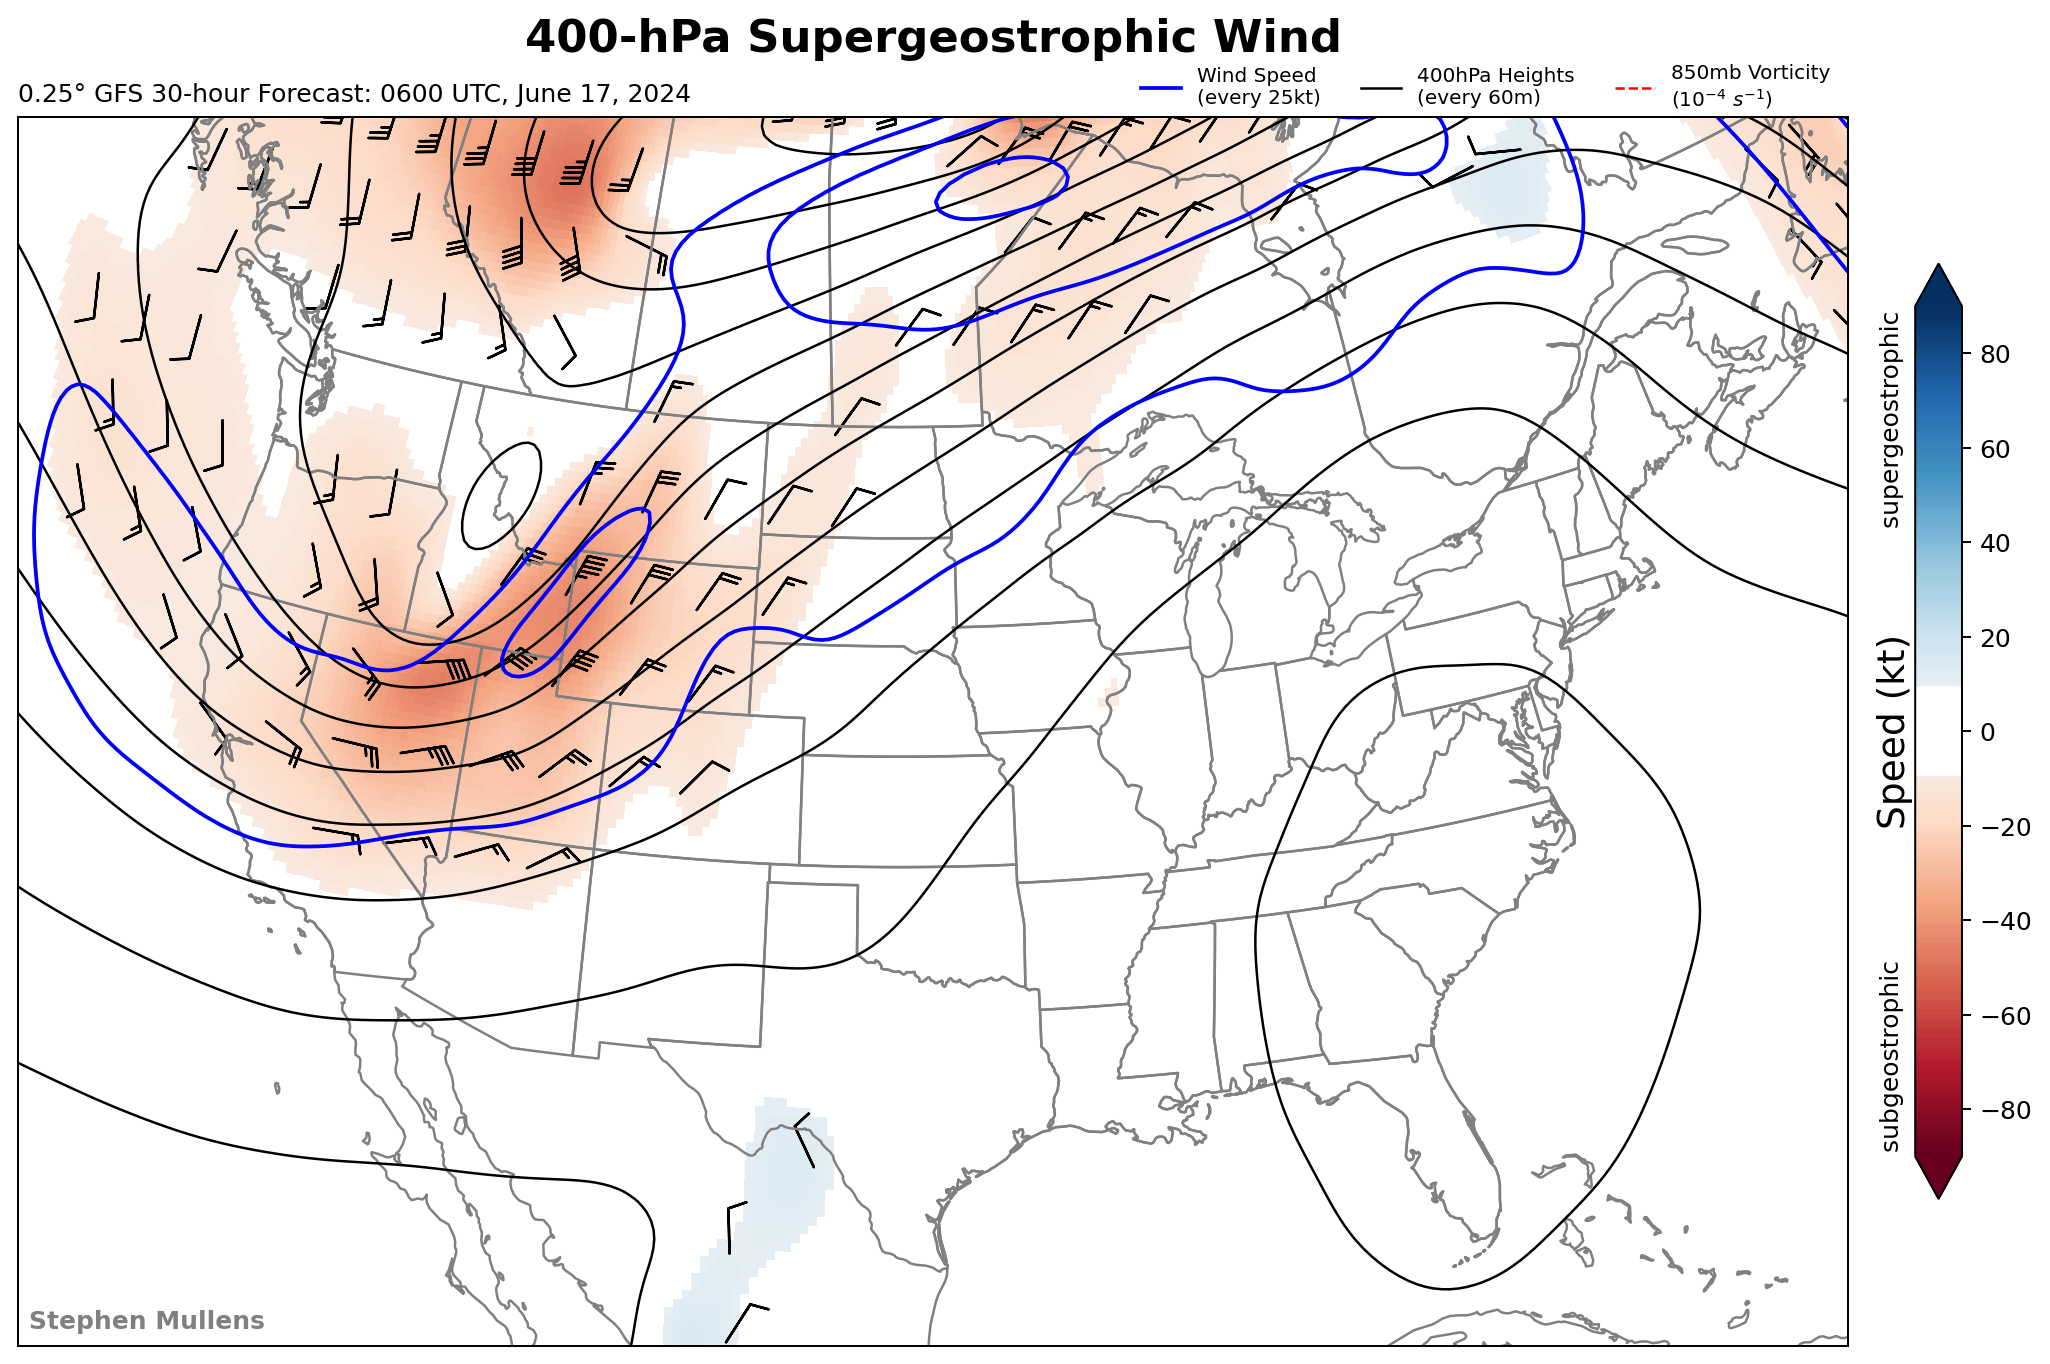 400-hPa Supergeostrophic Wind
0.25° GFS 30-hour Forecast: 0600 UTC, June 17, 2024
Wind Speed
(every 25kt)
400hPa Heights
(every 60m)
850mb Vorticity
(10⁻⁴ s⁻¹)
supergeostrophic
Speed (kt)
subgeostrophic
80
60
40
20
0
−20
−40
−60
−80
Stephen Mullens